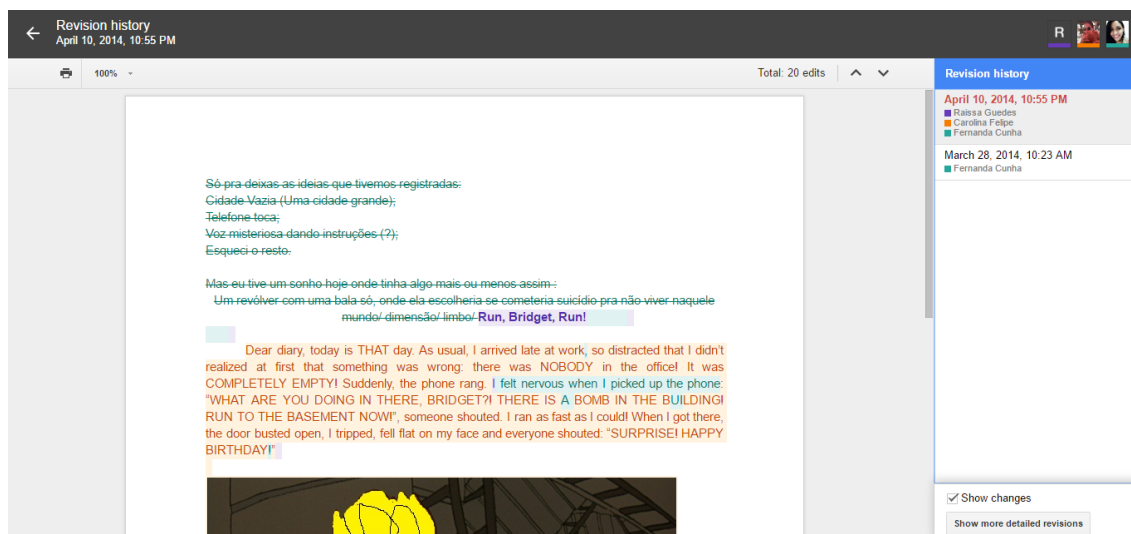 Revision history
April 10, 2014, 10:55 PM
R
100%
Total: 20 edits
Revision history
April 10, 2014, 10:55 PM
Raissa Guedes
Carolina Felipe
Fernanda Cunha
March 28, 2014, 10:23 AM
Fernanda Cunha
Só pra deixas as ideias que tivemos registradas:
Cidade Vazia (Uma cidade grande);
Telefone toca;
Voz misteriosa dando instruções (?);
Esqueci o resto.
Mas eu tive um sonho hoje onde tinha algo mais ou menos assim :
Um revólver com uma bala só, onde ela escolheria se cometeria suicídio pra não viver naquele
mundo/ dimensão/ limbo/ Run, Bridget, Run!
Dear diary, today is THAT day. As usual, I arrived late at work, so distracted that I didn't
realized at first that something was wrong: there was NOBODY in the office! It was
COMPLETELY EMPTY! Suddenly, the phone rang. I felt nervous when I picked up the phone:
“WHAT ARE YOU DOING IN THERE, BRIDGET?! THERE IS A BOMB IN THE BUILDING!
RUN TO THE BASEMENT NOW!”, someone shouted. I ran as fast as I could! When I got there,
the door busted open, I tripped, fell flat on my face and everyone shouted: “SURPRISE! HAPPY
BIRTHDAY!”
Show changes
Show more detailed revisions